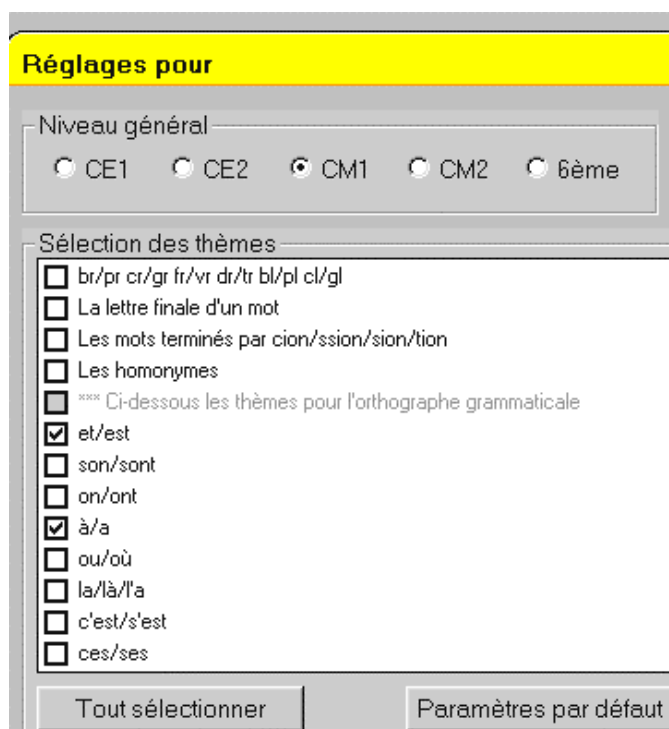 Réglages pour
Niveau général
CE1 CE2 CM1 CM2 6ème
Sélection des thèmes
br/pr cr/gr fr/vr dr/tr bl/pl cl/gl
La lettre finale d'un mot
Les mots terminés par cion/ssion/sion/tion
Les homonymes
*** Ci-dessous les thèmes pour l'orthographe grammaticale
et/est
son/sont
on/ont
à/a
ou/où
la/là/l'a
c'est/s'est
ces/ses
Tout sélectionner Paramètres par défaut